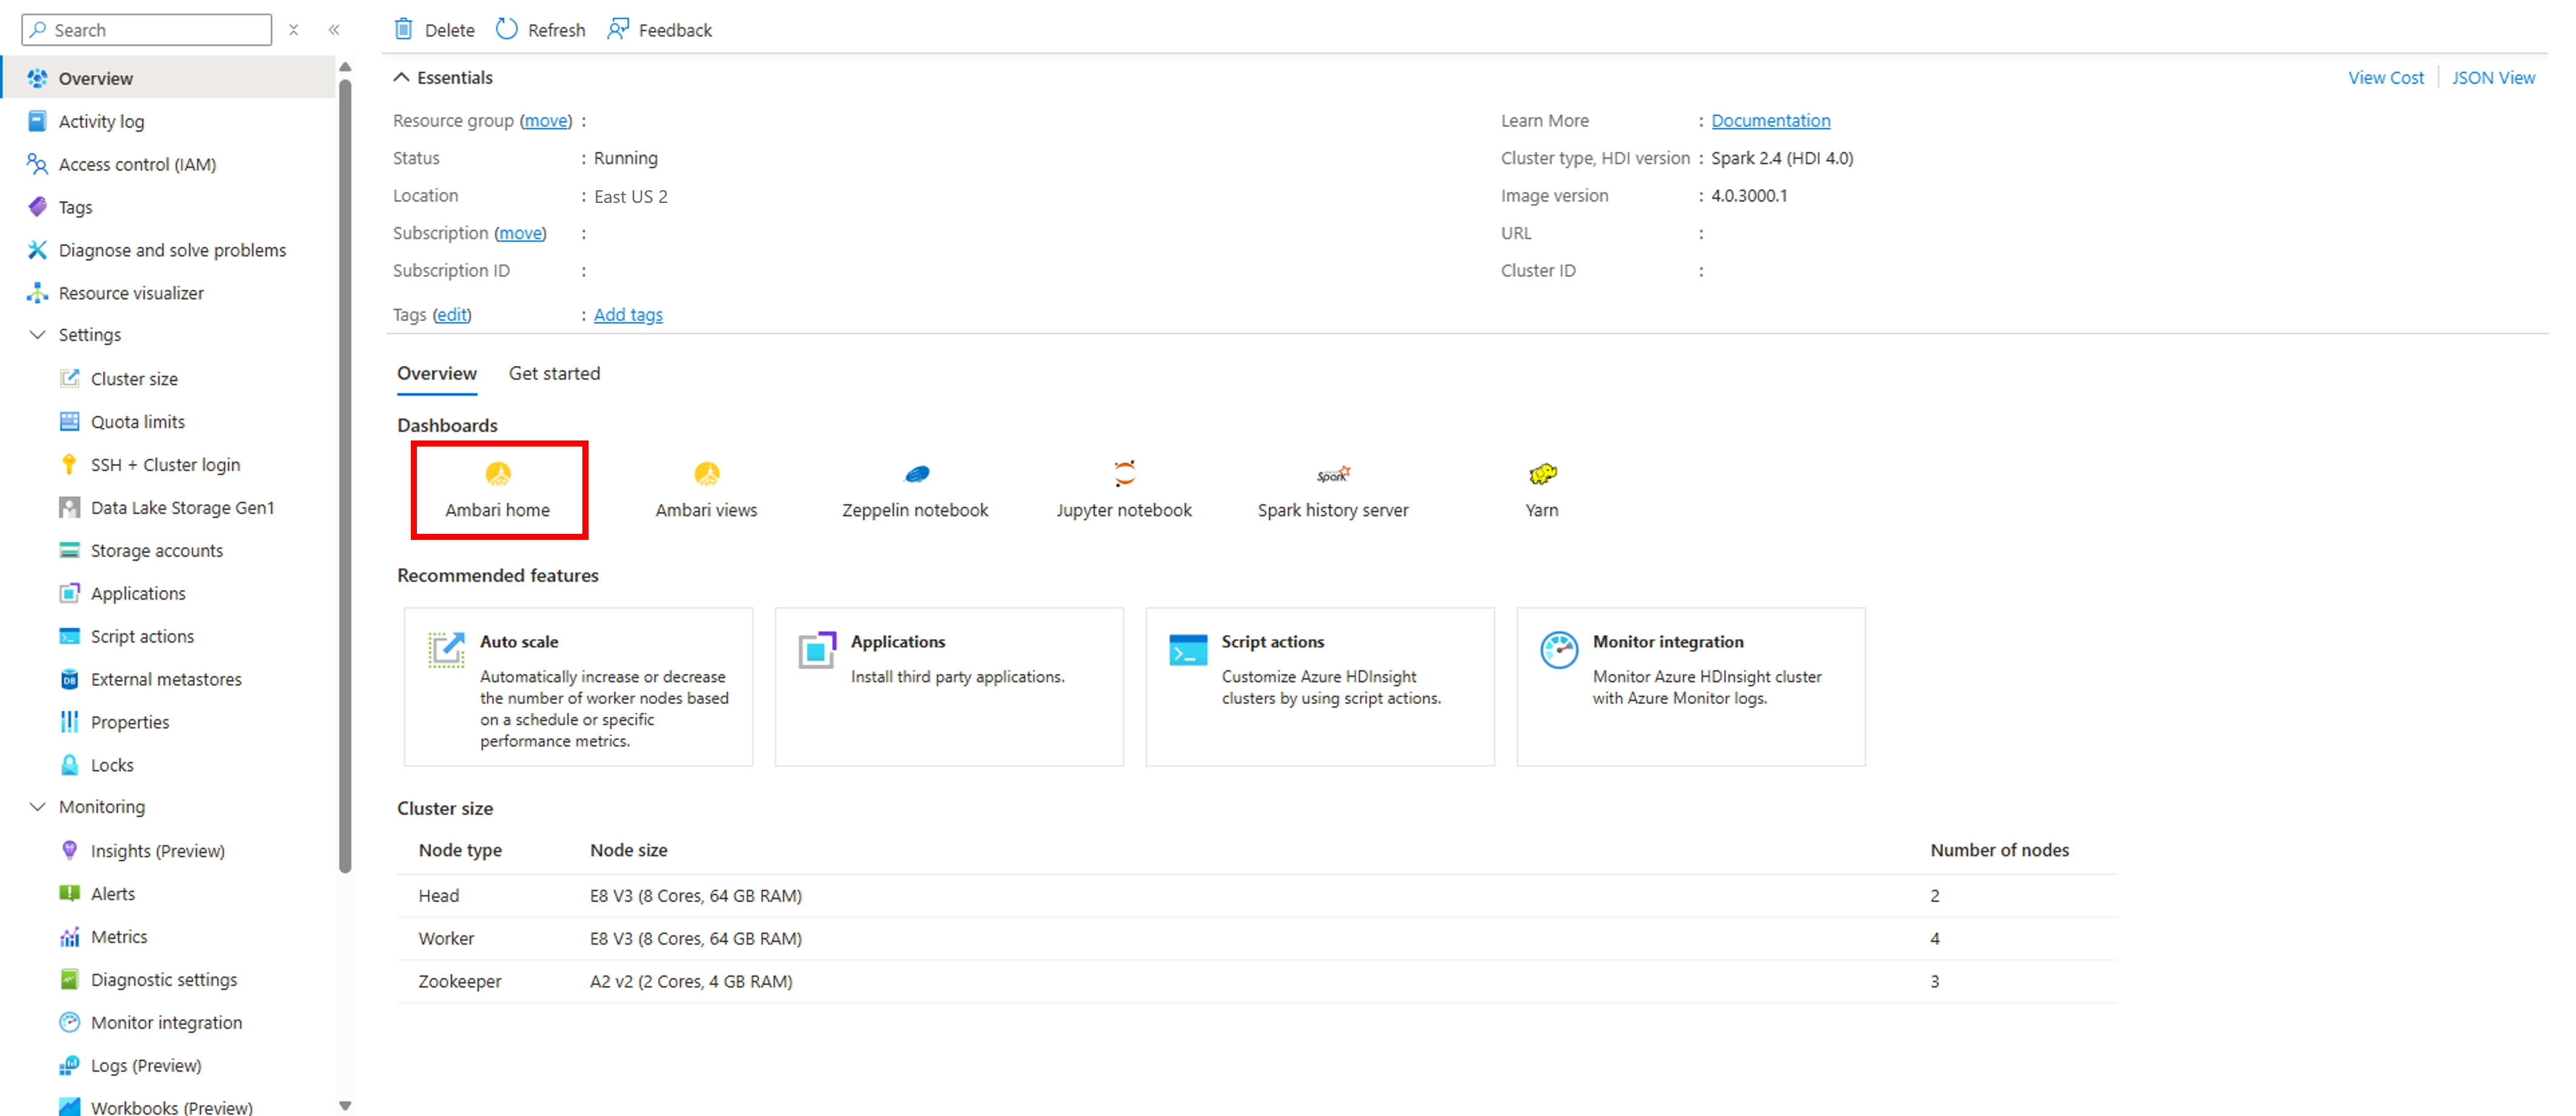 Search
Overview
Activity log
Access control (IAM)
Tags
Diagnose and solve problems
Resource visualizer
Settings
Cluster size
Quota limits
SSH + Cluster login
Data Lake Storage Gen1
Storage accounts
Applications
Script actions
External metastores
Properties
Locks
Monitoring
Insights (Preview)
Alerts
Metrics
Diagnostic settings
Monitor integration
Logs (Preview)
Workbooks (Preview)
Delete Refresh Feedback
Essentials
View Cost JSON View
Resource group (move) :
Status : Running
Location : East US 2
Subscription (move) :
Subscription ID :
Tags (edit) : Add tags
Learn More : Documentation
Cluster type, HDI version : Spark 2.4 (HDI 4.0)
Image version : 4.0.3000.1
URL :
Cluster ID :
Overview Get started
Dashboards
Spark
Ambari home Ambari views Zeppelin notebook Jupyter notebook Spark history server Yarn
Recommended features
Auto scale
Automatically increase or decrease
the number of worker nodes based
on a schedule or specific
performance metrics.
Applications
Install third party applications.
Script actions
Customize Azure HDInsight
clusters by using script actions.
Monitor integration
Monitor Azure HDInsight cluster
with Azure Monitor logs.
Cluster size
Node type Node size Number of nodes
Head E8 V3 (8 Cores, 64 GB RAM) 2
Worker E8 V3 (8 Cores, 64 GB RAM) 4
Zookeeper A2 v2 (2 Cores, 4 GB RAM) 3